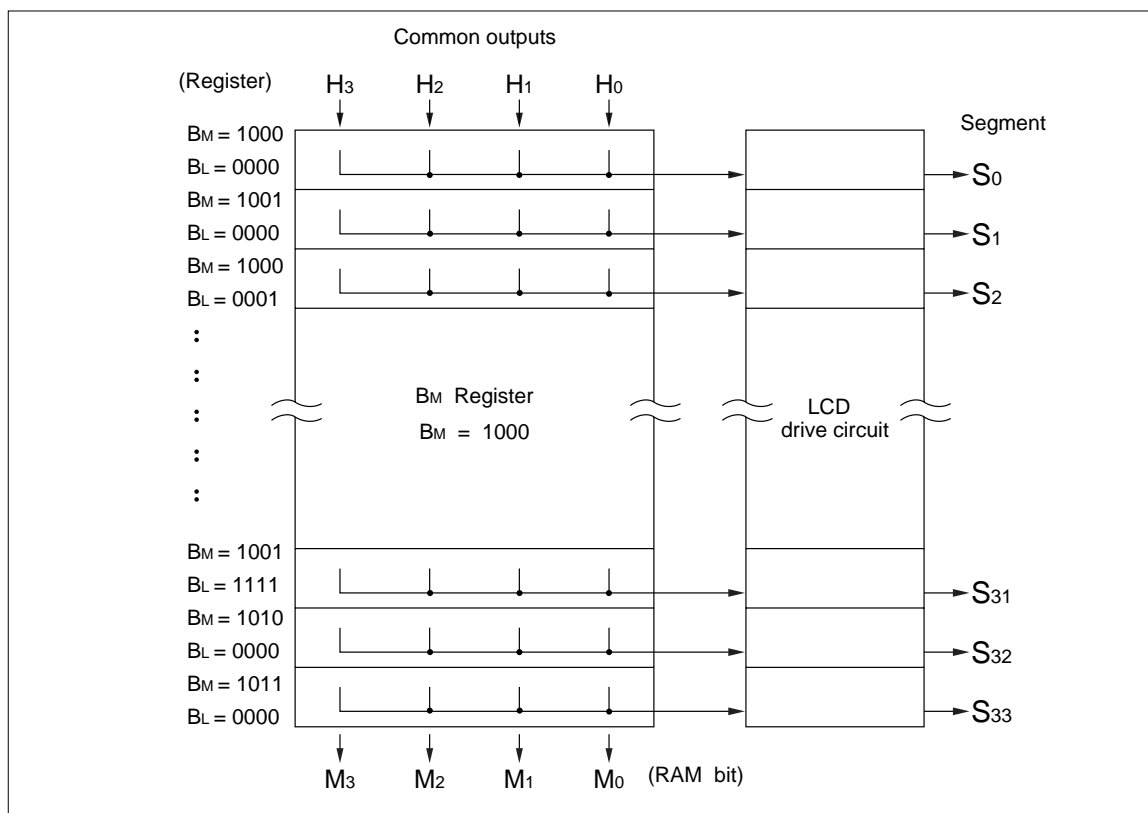 Common outputs
(Register) H3 H2 H1 H0
Segment
BM = 1000
BL = 0000 S0
BM = 1001
BL = 0000 S1
BM = 1000
BL = 0001 S2
BM Register
BM = 1000
LCD
drive circuit
BM = 1001
BL = 1111 S31
BM = 1010
BL = 0000 S32
BM = 1011
BL = 0000 S33
M3 M2 M1 M0 (RAM bit)